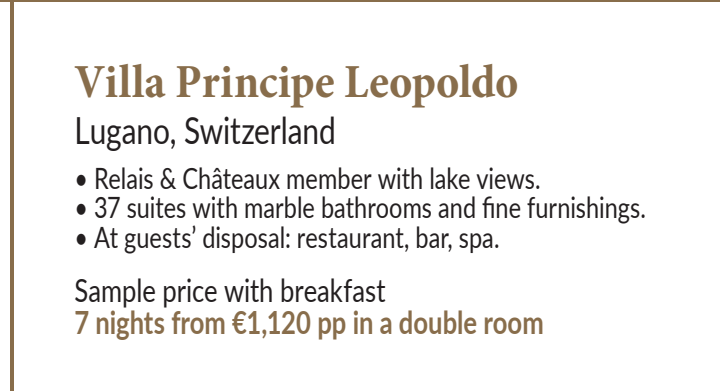 Villa Principe Leopoldo
Lugano, Switzerland
• Relais & Châteaux member with lake views.
• 37 suites with marble bathrooms and fine furnishings.
• At guests’ disposal: restaurant, bar, spa.
Sample price with breakfast
7 nights from €1,120 pp in a double room